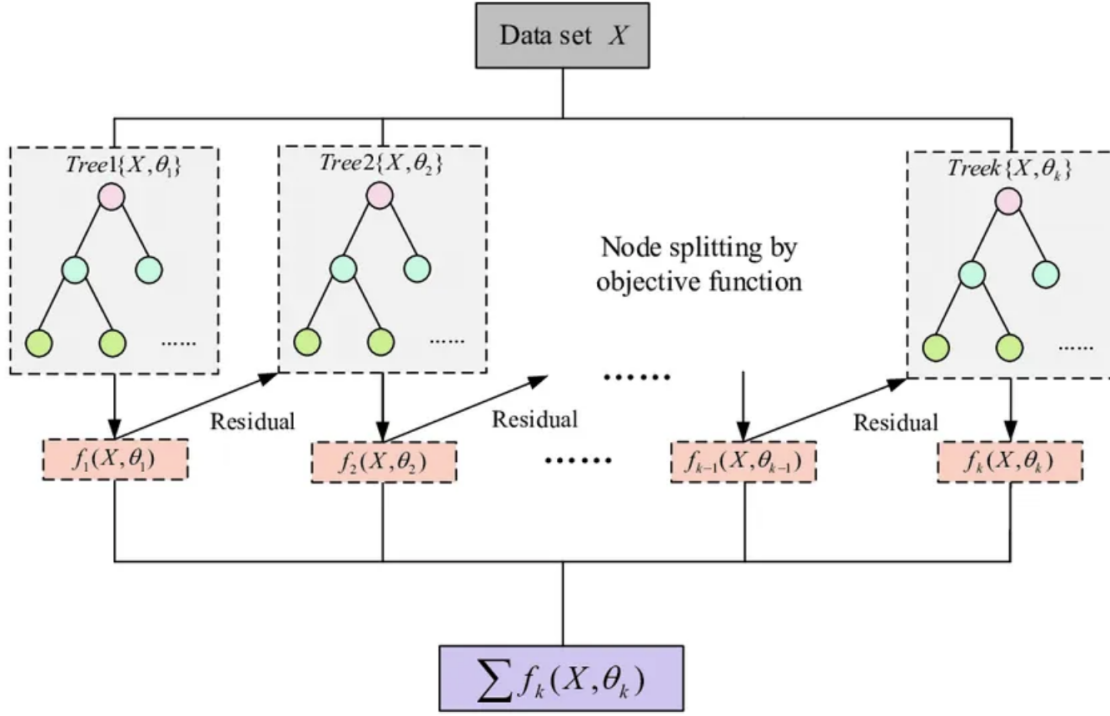 Data set X
Tree1{X,θ₁}
Tree2{X,θ₂}
Treek{X,θₖ}
Node splitting by
objective function
......
......
......
......
Residual
Residual
Residual
f₁(X,θ₁)
f₂(X,θ₂)
......
fₖ₋₁(X,θₖ₋₁)
fₖ(X,θₖ)
∑fₖ(X,θₖ)